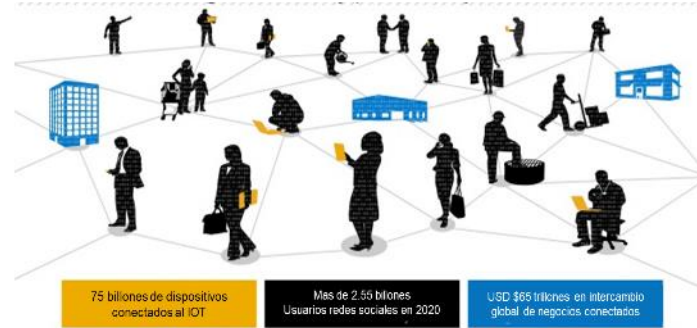 75 billones de dispositivos
conectados al IOT
Mas de 2.55 billones
Usuarios redes sociales en 2020
USD $65 trillones en intercambio
global de negocios conectados